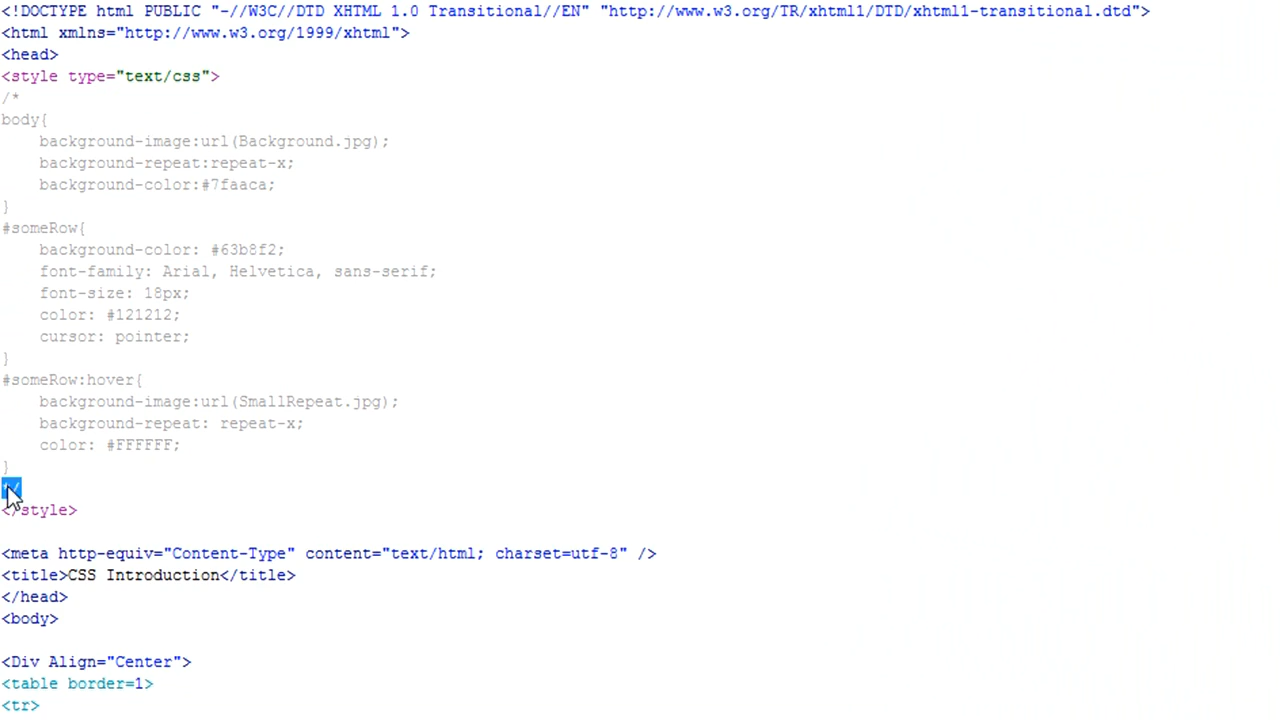 <!DOCTYPE html PUBLIC "-//W3C//DTD XHTML 1.0 Transitional//EN" "http://www.w3.org/TR/xhtml1/DTD/xhtml1-transitional.dtd">
<html xmlns="http://www.w3.org/1999/xhtml">
<head>
<style type="text/css">
/*
body{
    background-image:url(Background.jpg);
    background-repeat:repeat-x;
    background-color:#7faaca;
}
#someRow{
    background-color: #63b8f2;
    font-family: Arial, Helvetica, sans-serif;
    font-size: 18px;
    color: #121212;
    cursor: pointer;
}
#someRow:hover{
    background-image:url(SmallRepeat.jpg);
    background-repeat: repeat-x;
    color: #FFFFFF;
}
*/
</style>
<meta http-equiv="Content-Type" content="text/html; charset=utf-8" />
<title>CSS Introduction</title>
</head>
<body>
<Div Align="Center">
<table border=1>
<tr>